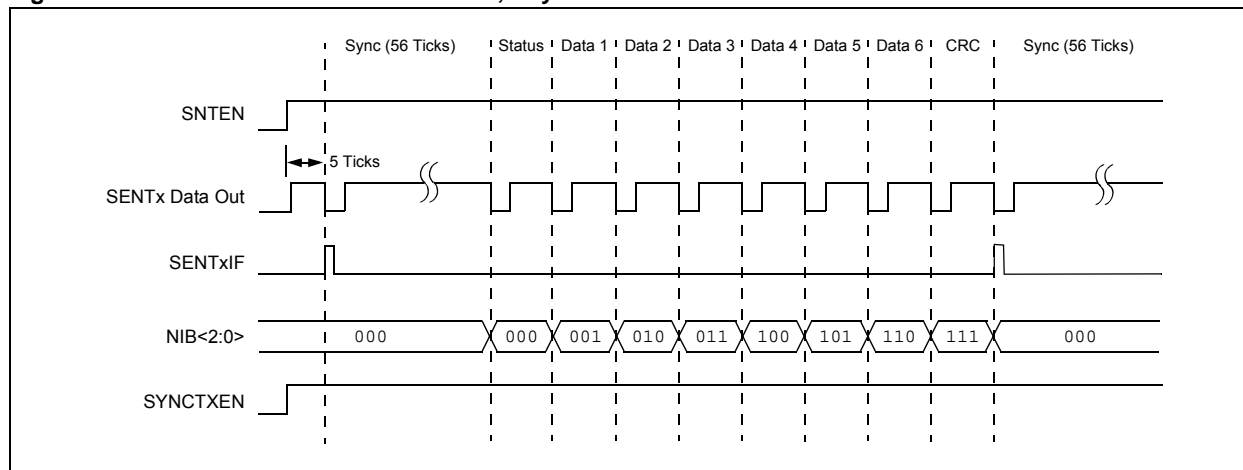 Sync (56 Ticks) Status Data 1 Data 2 Data 3 Data 4 Data 5 Data 6 CRC Sync (56 Ticks)
SNTEN
5 Ticks
SENTx Data Out
SENTxIF
NIB<2:0> 000 000 001 010 011 100 101 110 111 000
SYNCTXEN